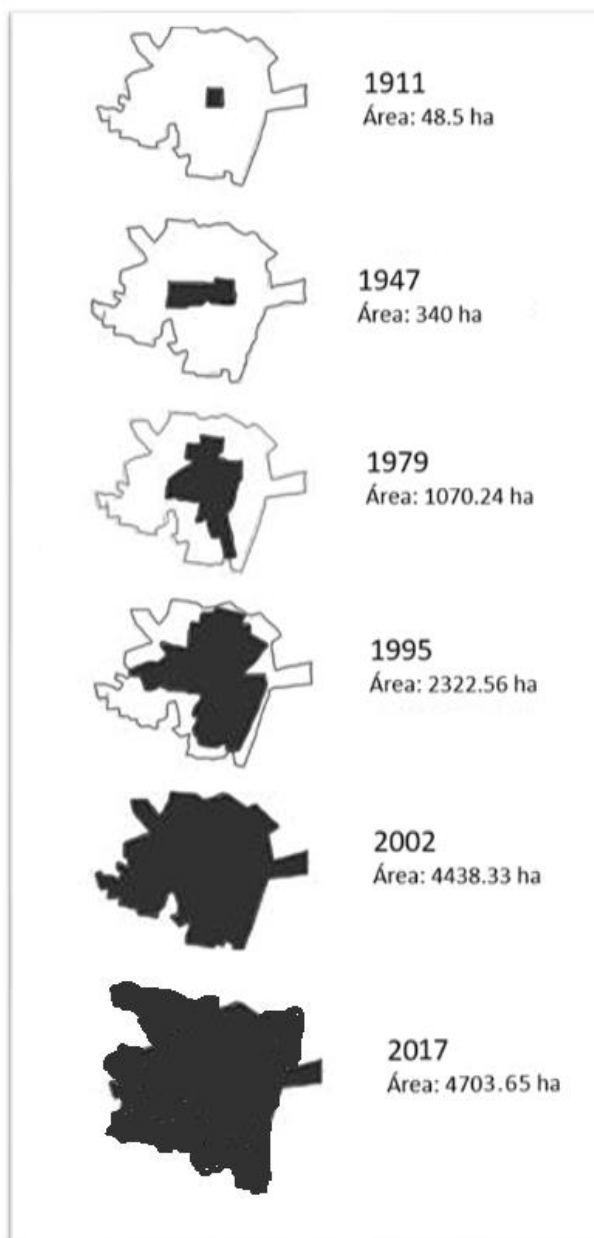 1911
Área: 48.5 ha
1947
Área: 340 ha
1979
Área: 1070.24 ha
1995
Área: 2322.56 ha
2002
Área: 4438.33 ha
2017
Área: 4703.65 ha